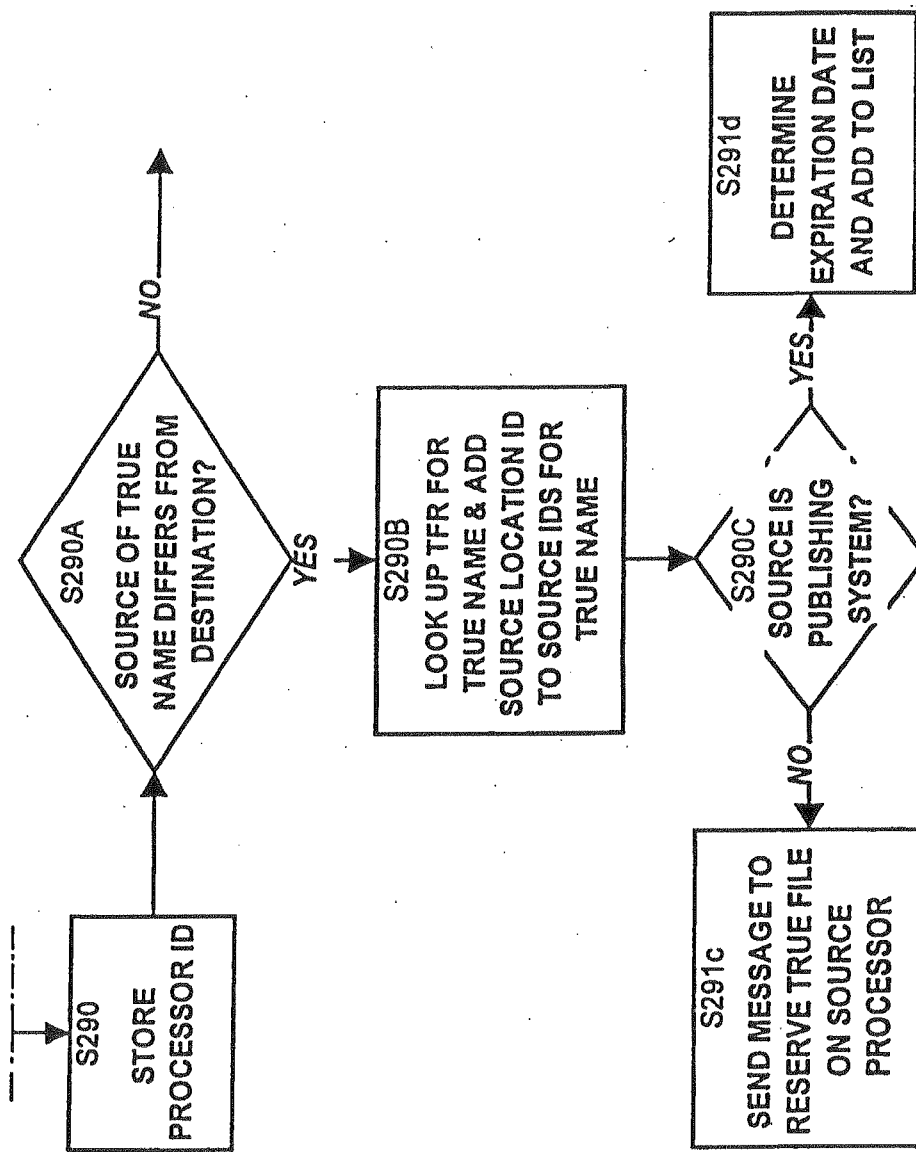 S290
STORE
PROCESSOR ID
S290A
SOURCE OF TRUE
NAME DIFFERS FROM
DESTINATION?
NO
YES
S290B
LOOK UP TFR FOR
TRUE NAME & ADD
SOURCE LOCATION ID
TO SOURCE IDS FOR
TRUE NAME
S290C
SOURCE IS
PUBLISHING
SYSTEM?
NO
YES
S291c
SEND MESSAGE TO
RESERVE TRUE FILE
ON SOURCE
PROCESSOR
S291d
DETERMINE
EXPIRATION DATE
AND ADD TO LIST